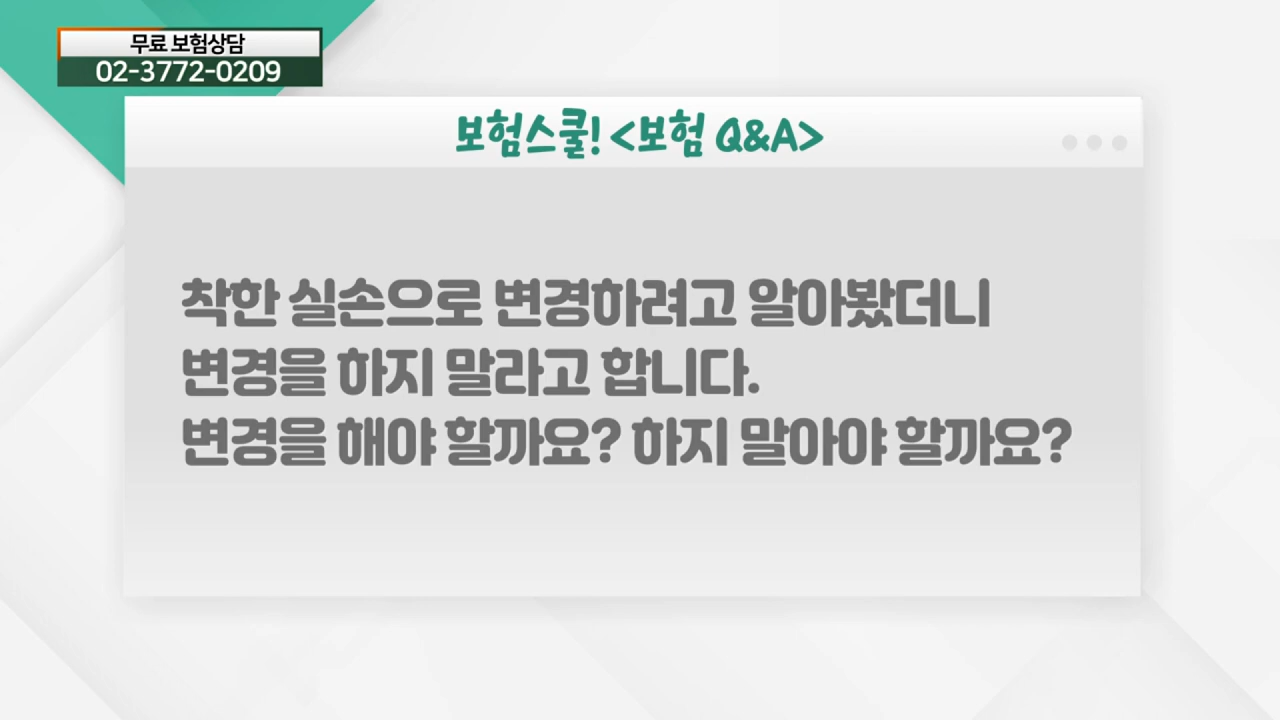 무료 보험상담
02-3772-0209
보험스쿨! <보험 Q&A>
착한 실손으로 변경하려고 알아봤더니
변경을 하지 말라고 합니다.
변경을 해야 할까요? 하지 말아야 할까요?